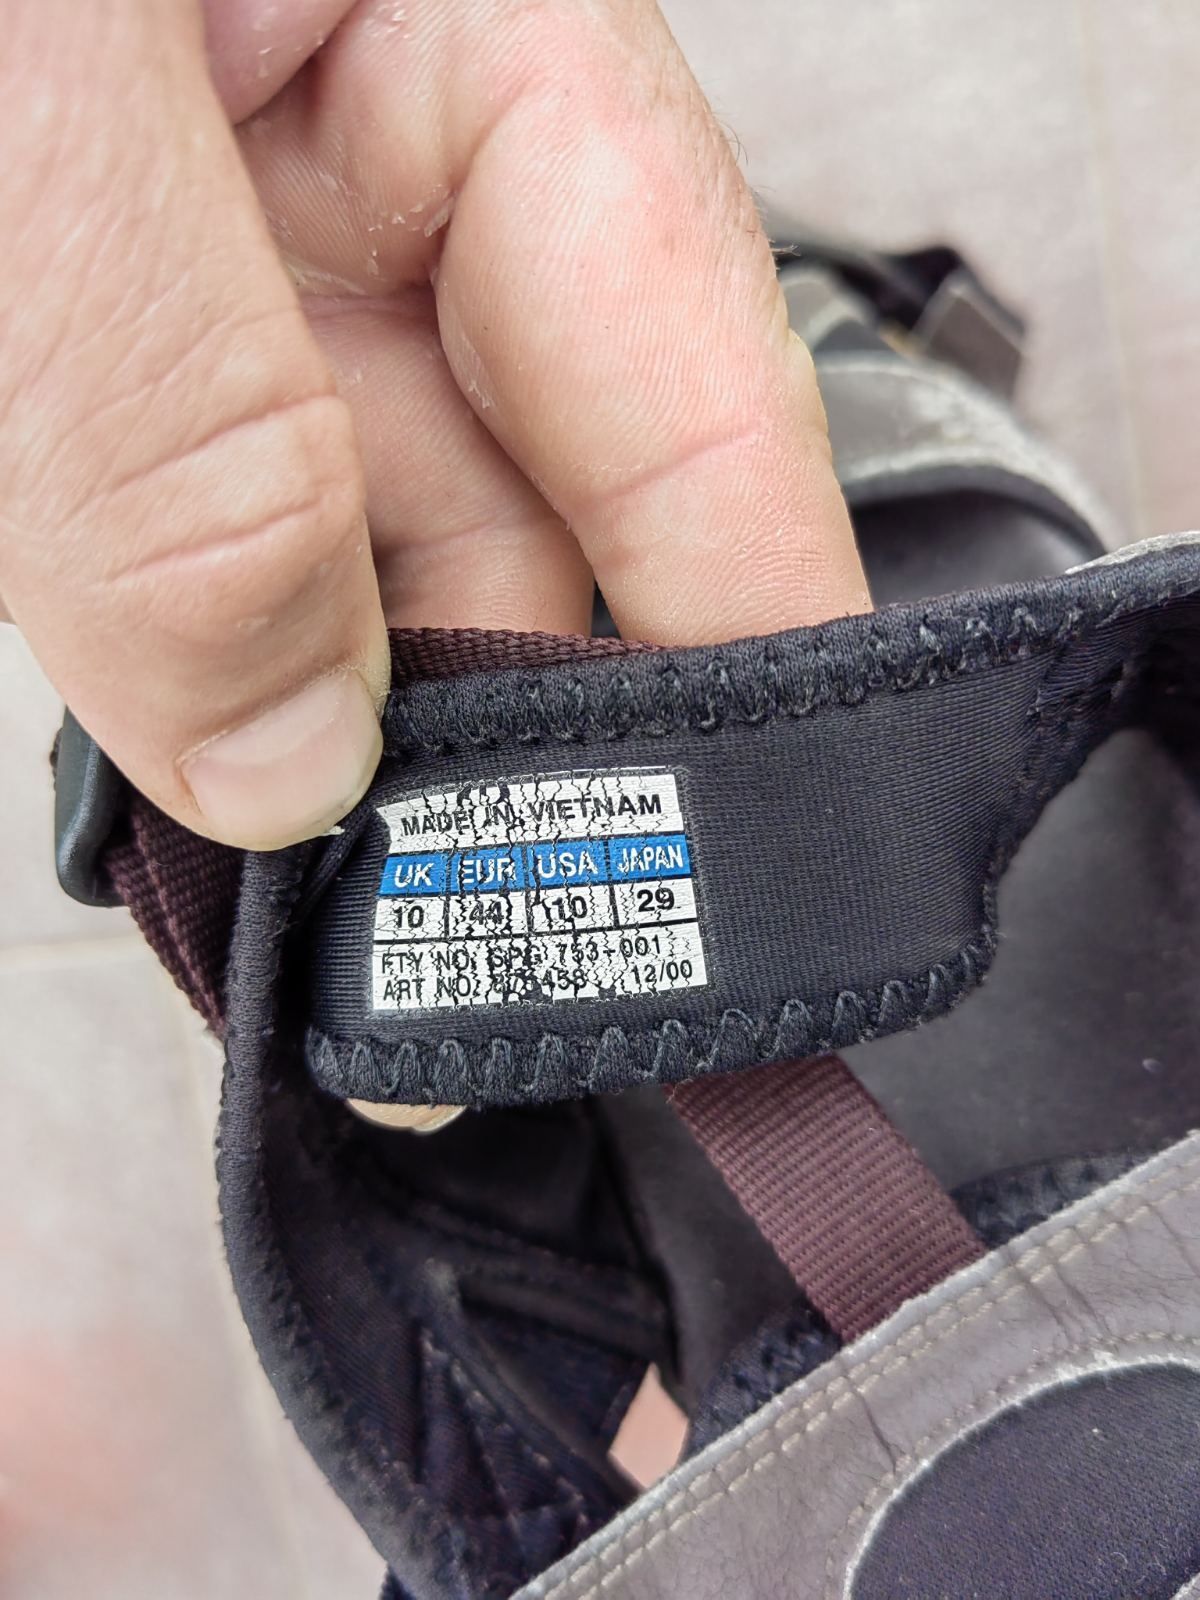 MADE IN VIETNAM
UK EUR USA JAPAN
10 44 10 29
FTY NO: SPG 753-001
ART NO: 12/00